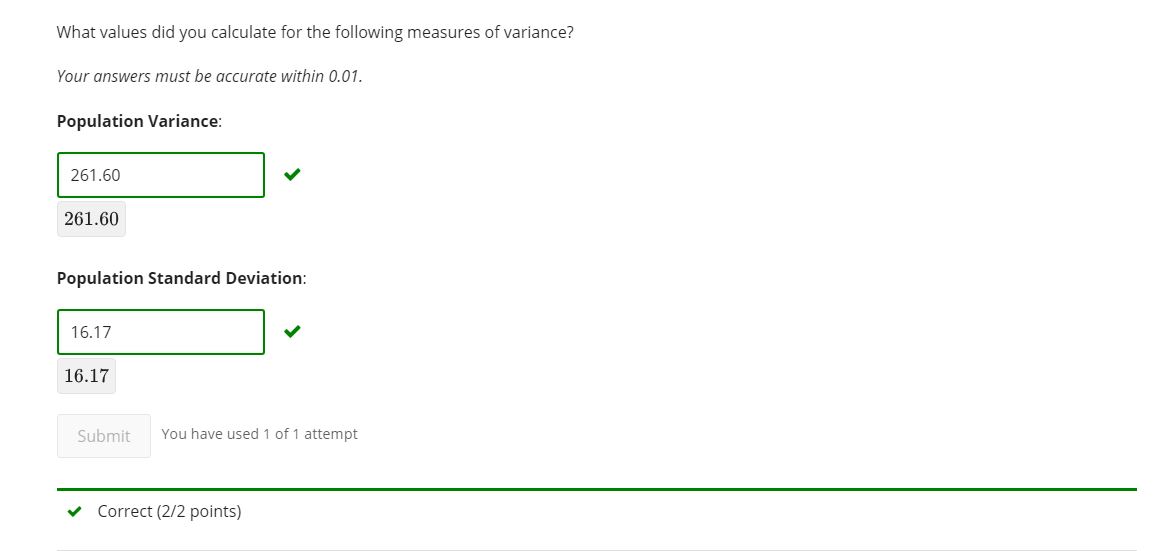 What values did you calculate for the following measures of variance?
Your answers must be accurate within 0.01.
Population Variance:
261.60
261.60
Population Standard Deviation:
16.17
16.17
Submit You have used 1 of 1 attempt
Correct (2/2 points)